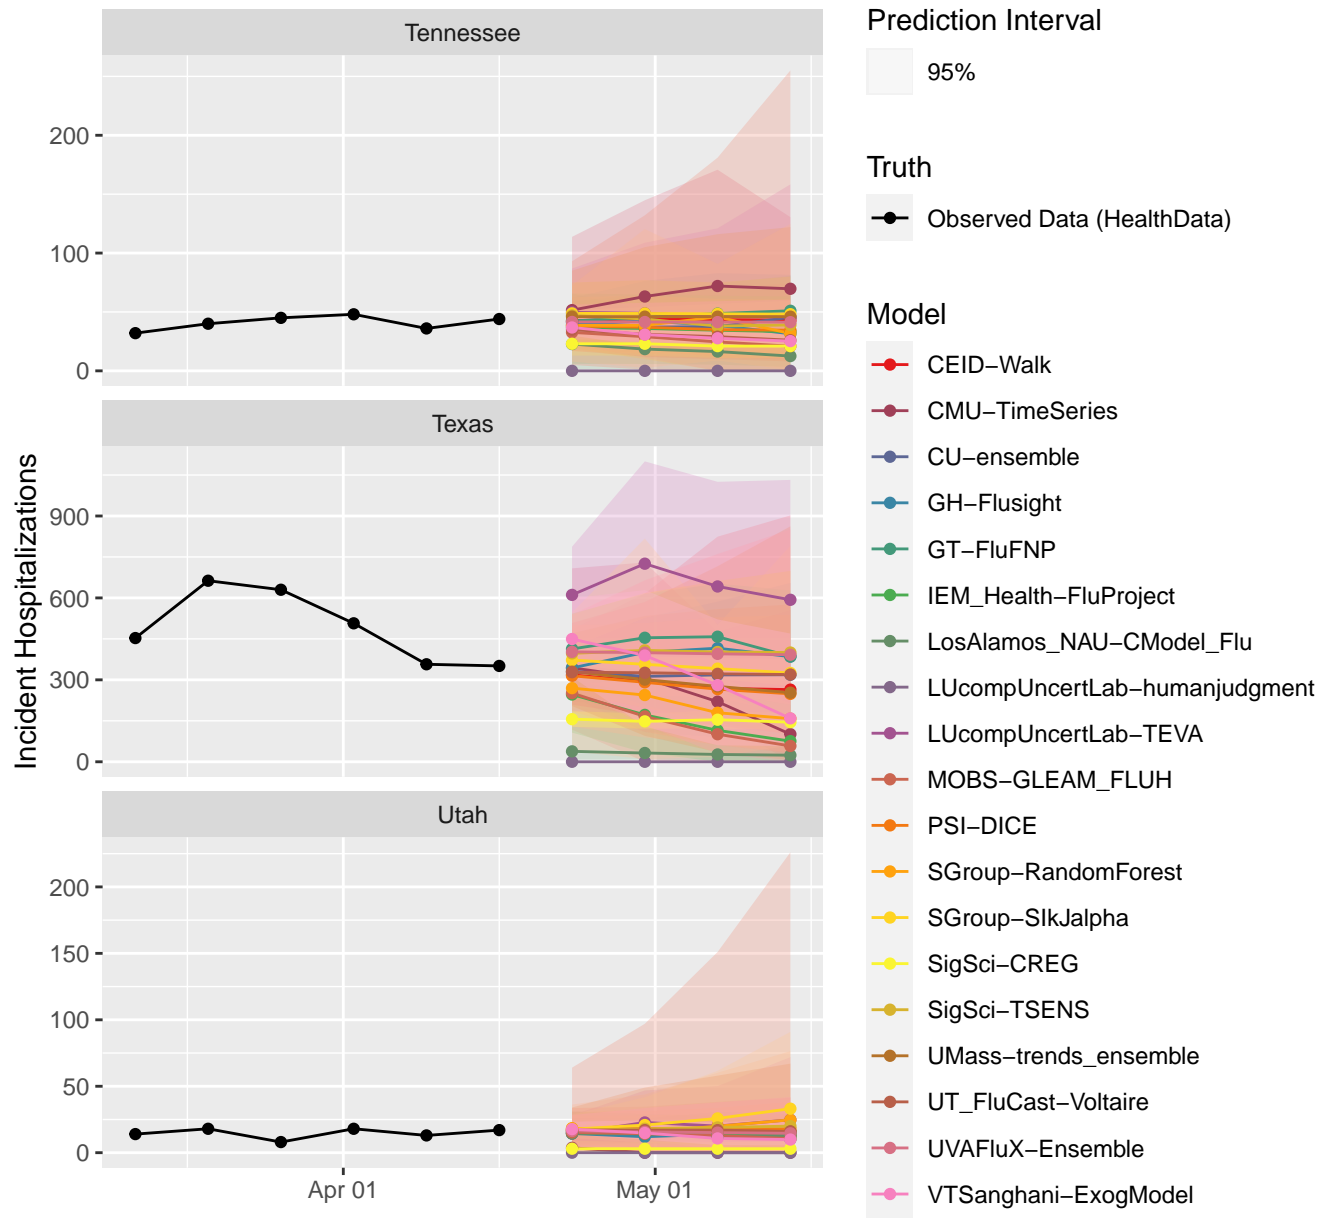 Tennessee
200
100
0
Texas
900
600
300
0
Utah
200
150
100
50
0
Apr 01
May 01
Incident Hospitalizations
Prediction Interval
95%
Truth
Observed Data (HealthData)
Model
CEID−Walk
CMU−TimeSeries
CU−ensemble
GH−Flusight
GT−FluFNP
IEM_Health−FluProject
LosAlamos_NAU−CModel_Flu
LUcompUncertLab−humanjudgment
LUcompUncertLab−TEVA
MOBS−GLEAM_FLUH
PSI−DICE
SGroup−RandomForest
SGroup−SIkJalpha
SigSci−CREG
SigSci−TSENS
UMass−trends_ensemble
UT_FluCast−Voltaire
UVAFluX−Ensemble
VTSanghani−ExogModel